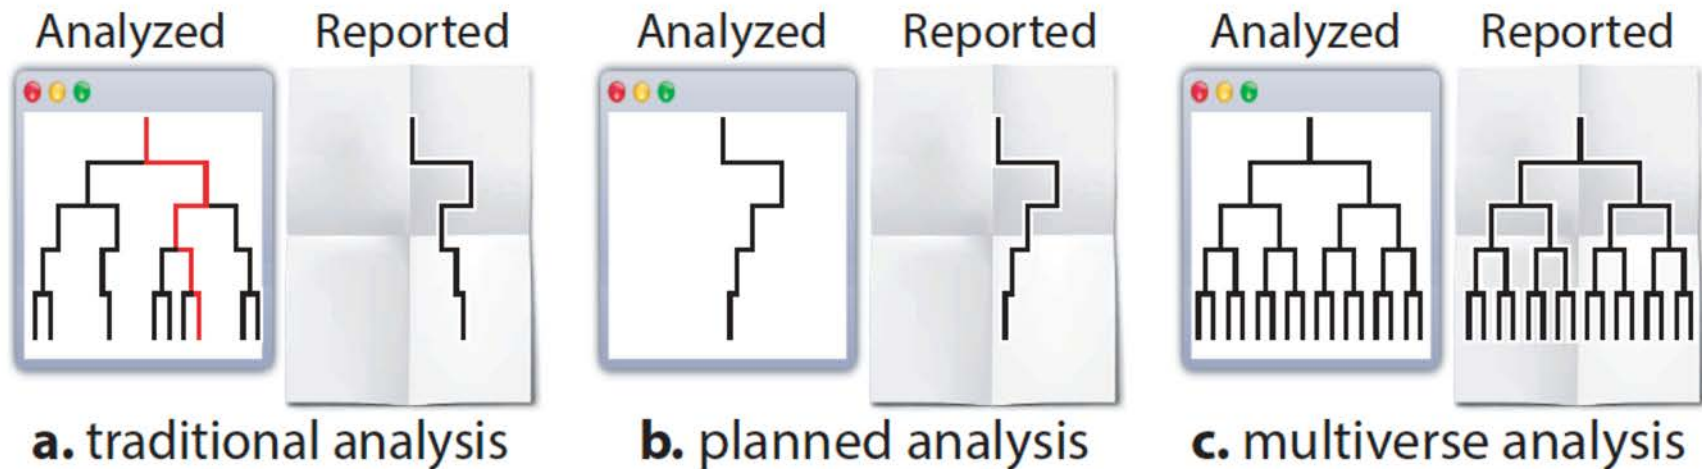 Analyzed Reported Analyzed Reported Analyzed Reported
a. traditional analysis b. planned analysis c. multiverse analysis